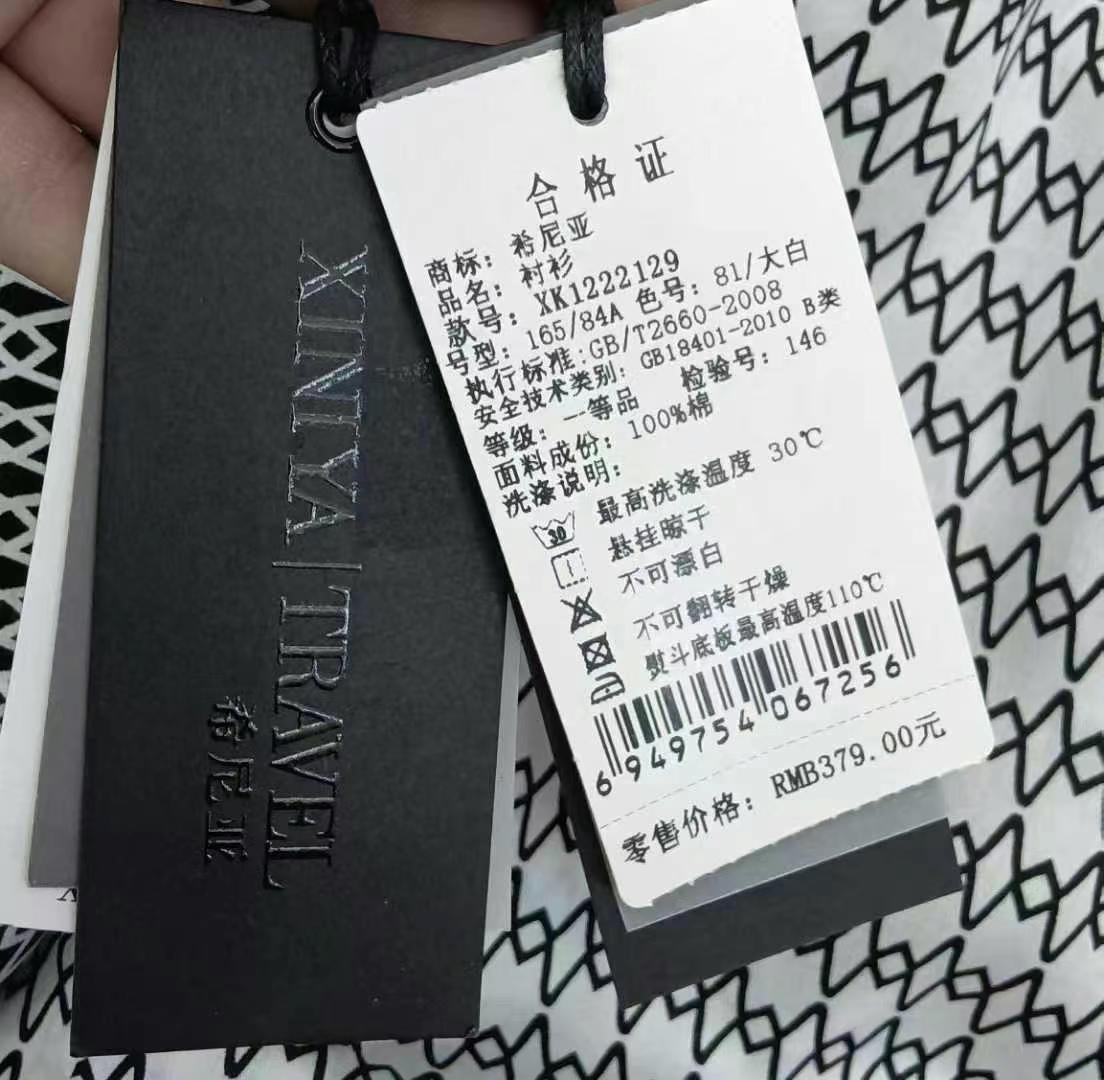 XINIYA|TRAVEL
希尼亚
合格证
商标：希尼亚
品名：衬衫
款号：XK1222129
号型：165/84A 色号：81/大白
执行标准:GB/T2660-2008
安全技术类别：GB18401-2010 B类
等级：一等品 检验号：146
面料成份：100%棉
洗涤说明：
30 最高洗涤温度 30℃
悬挂晾干
不可漂白
不可翻转干燥
熨斗底板最高温度110℃
6949754067256
零售价格：RMB379.00元